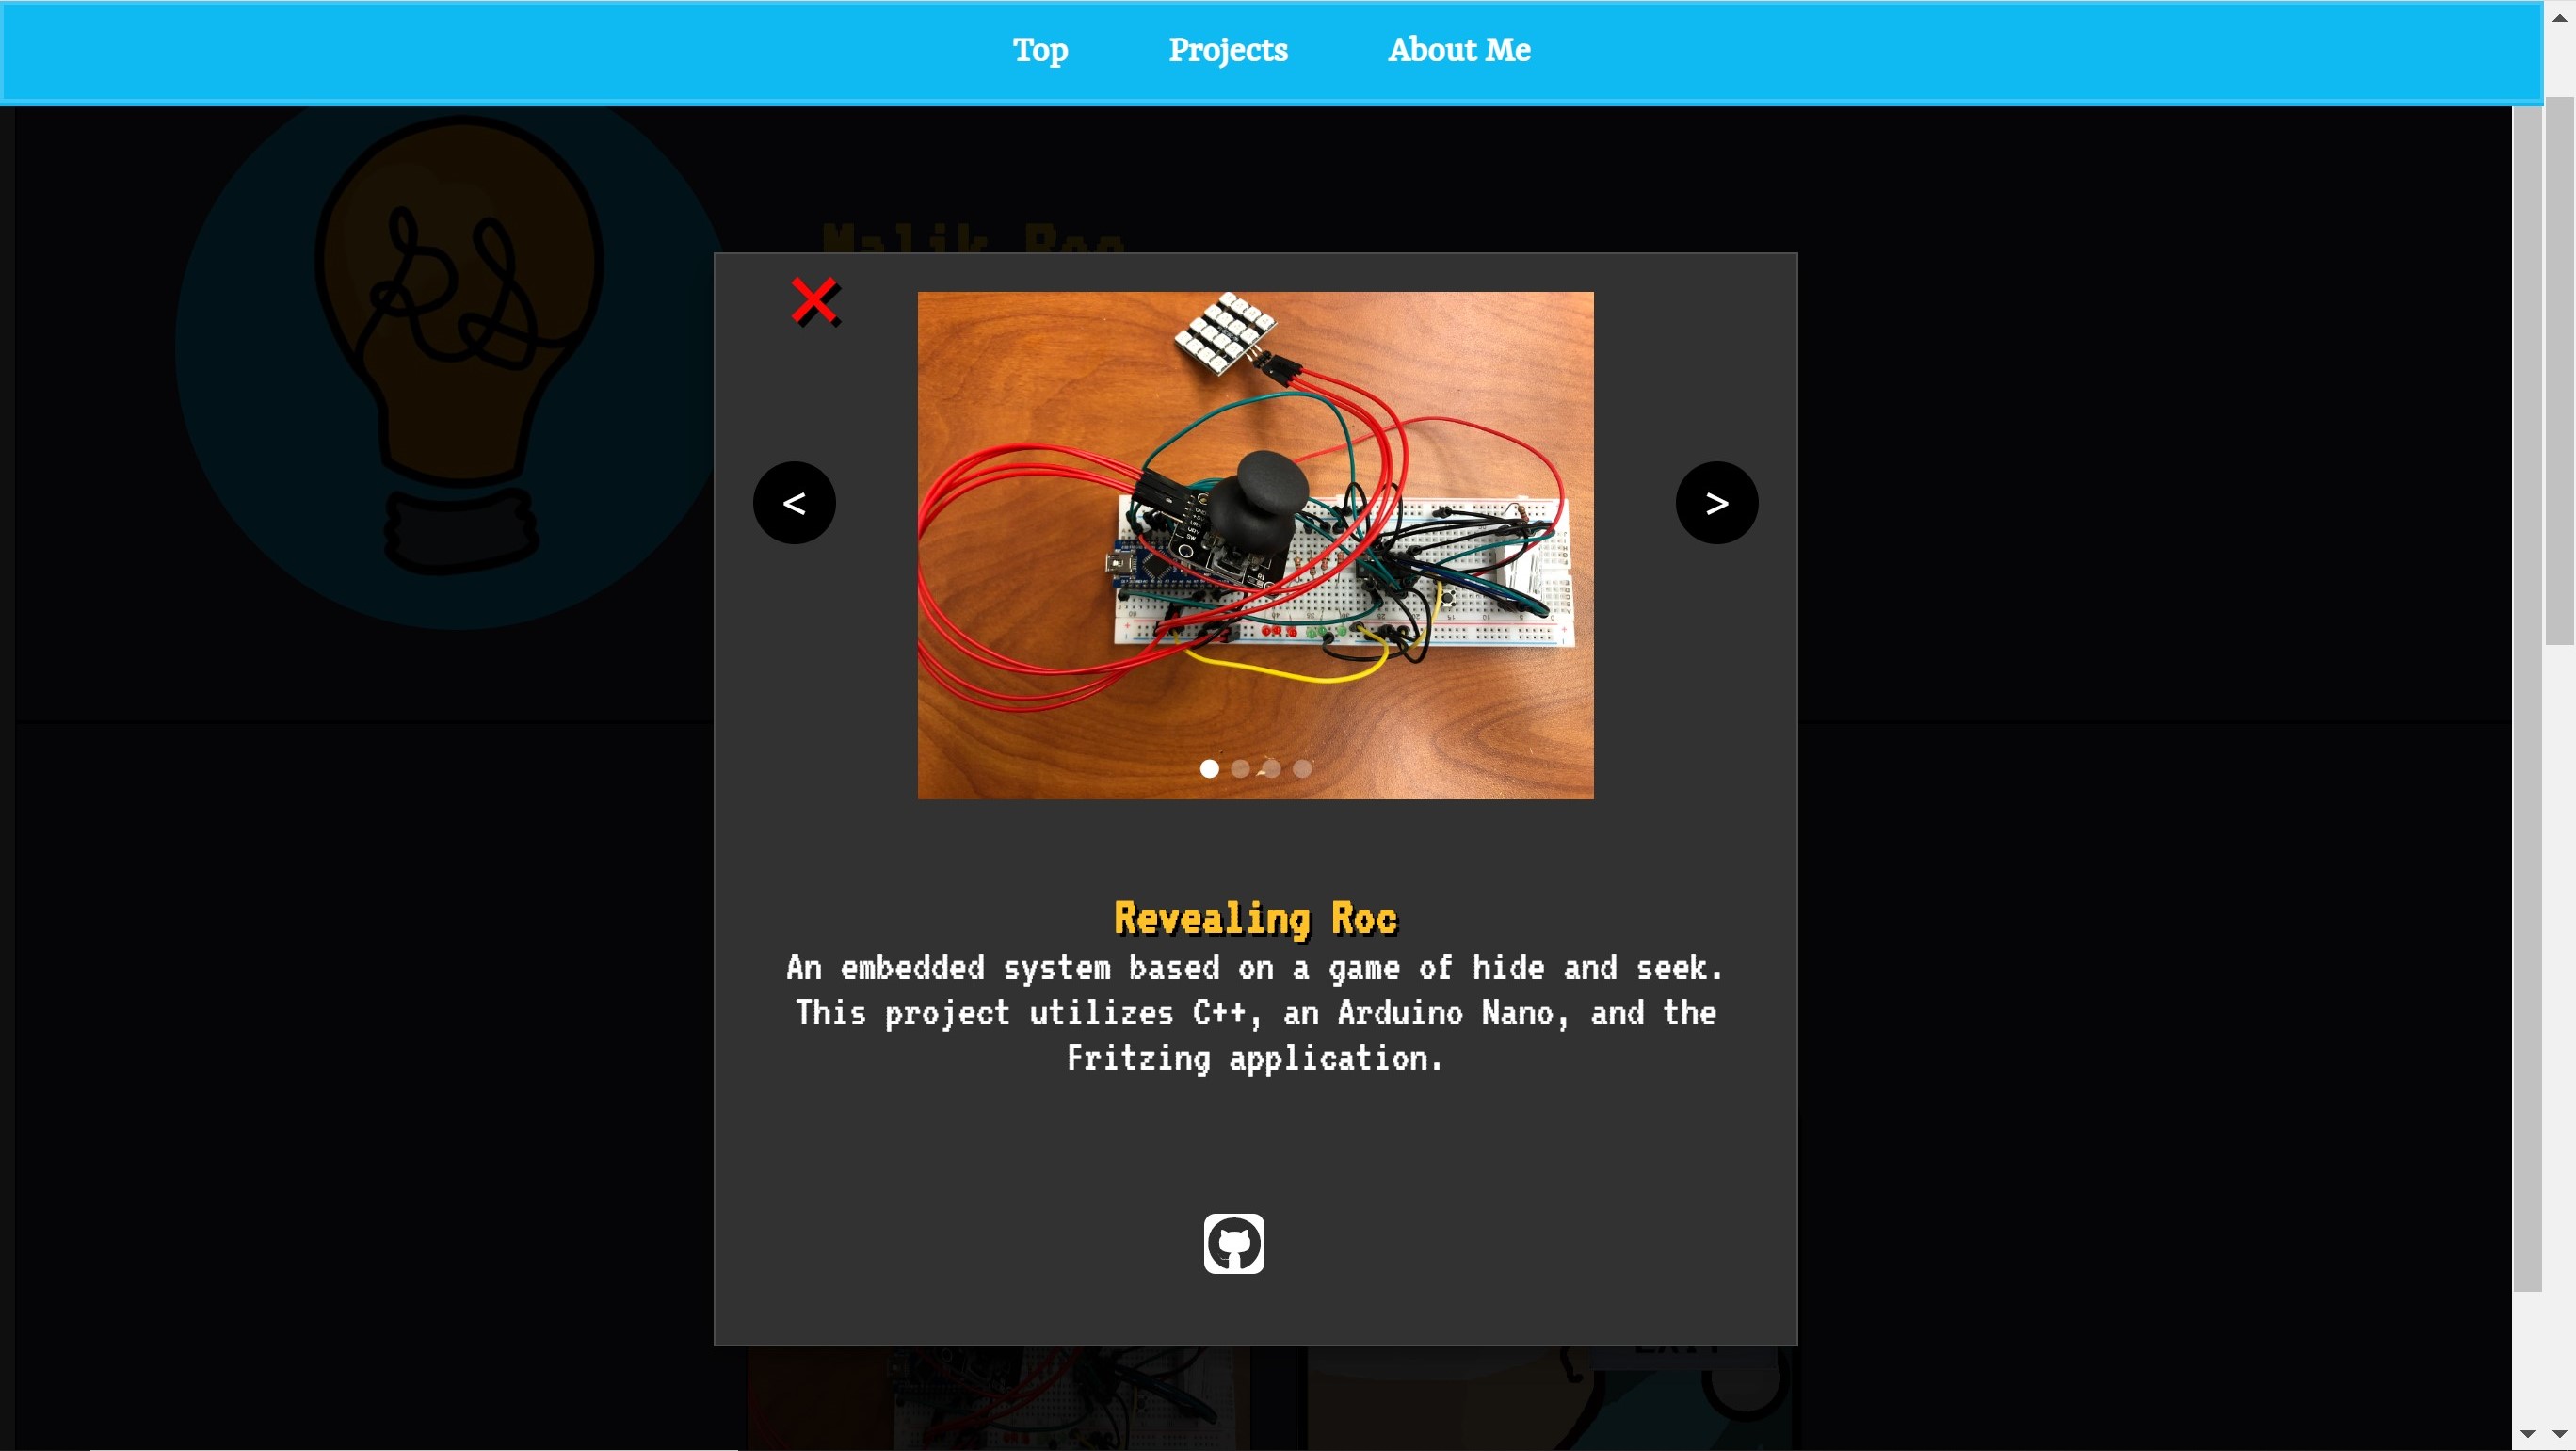 Top Projects About Me
Malik Roc
<
>
Revealing Roc
An embedded system based on a game of hide and seek.
This project utilizes C++, an Arduino Nano, and the
Fritzing application.
EXIT